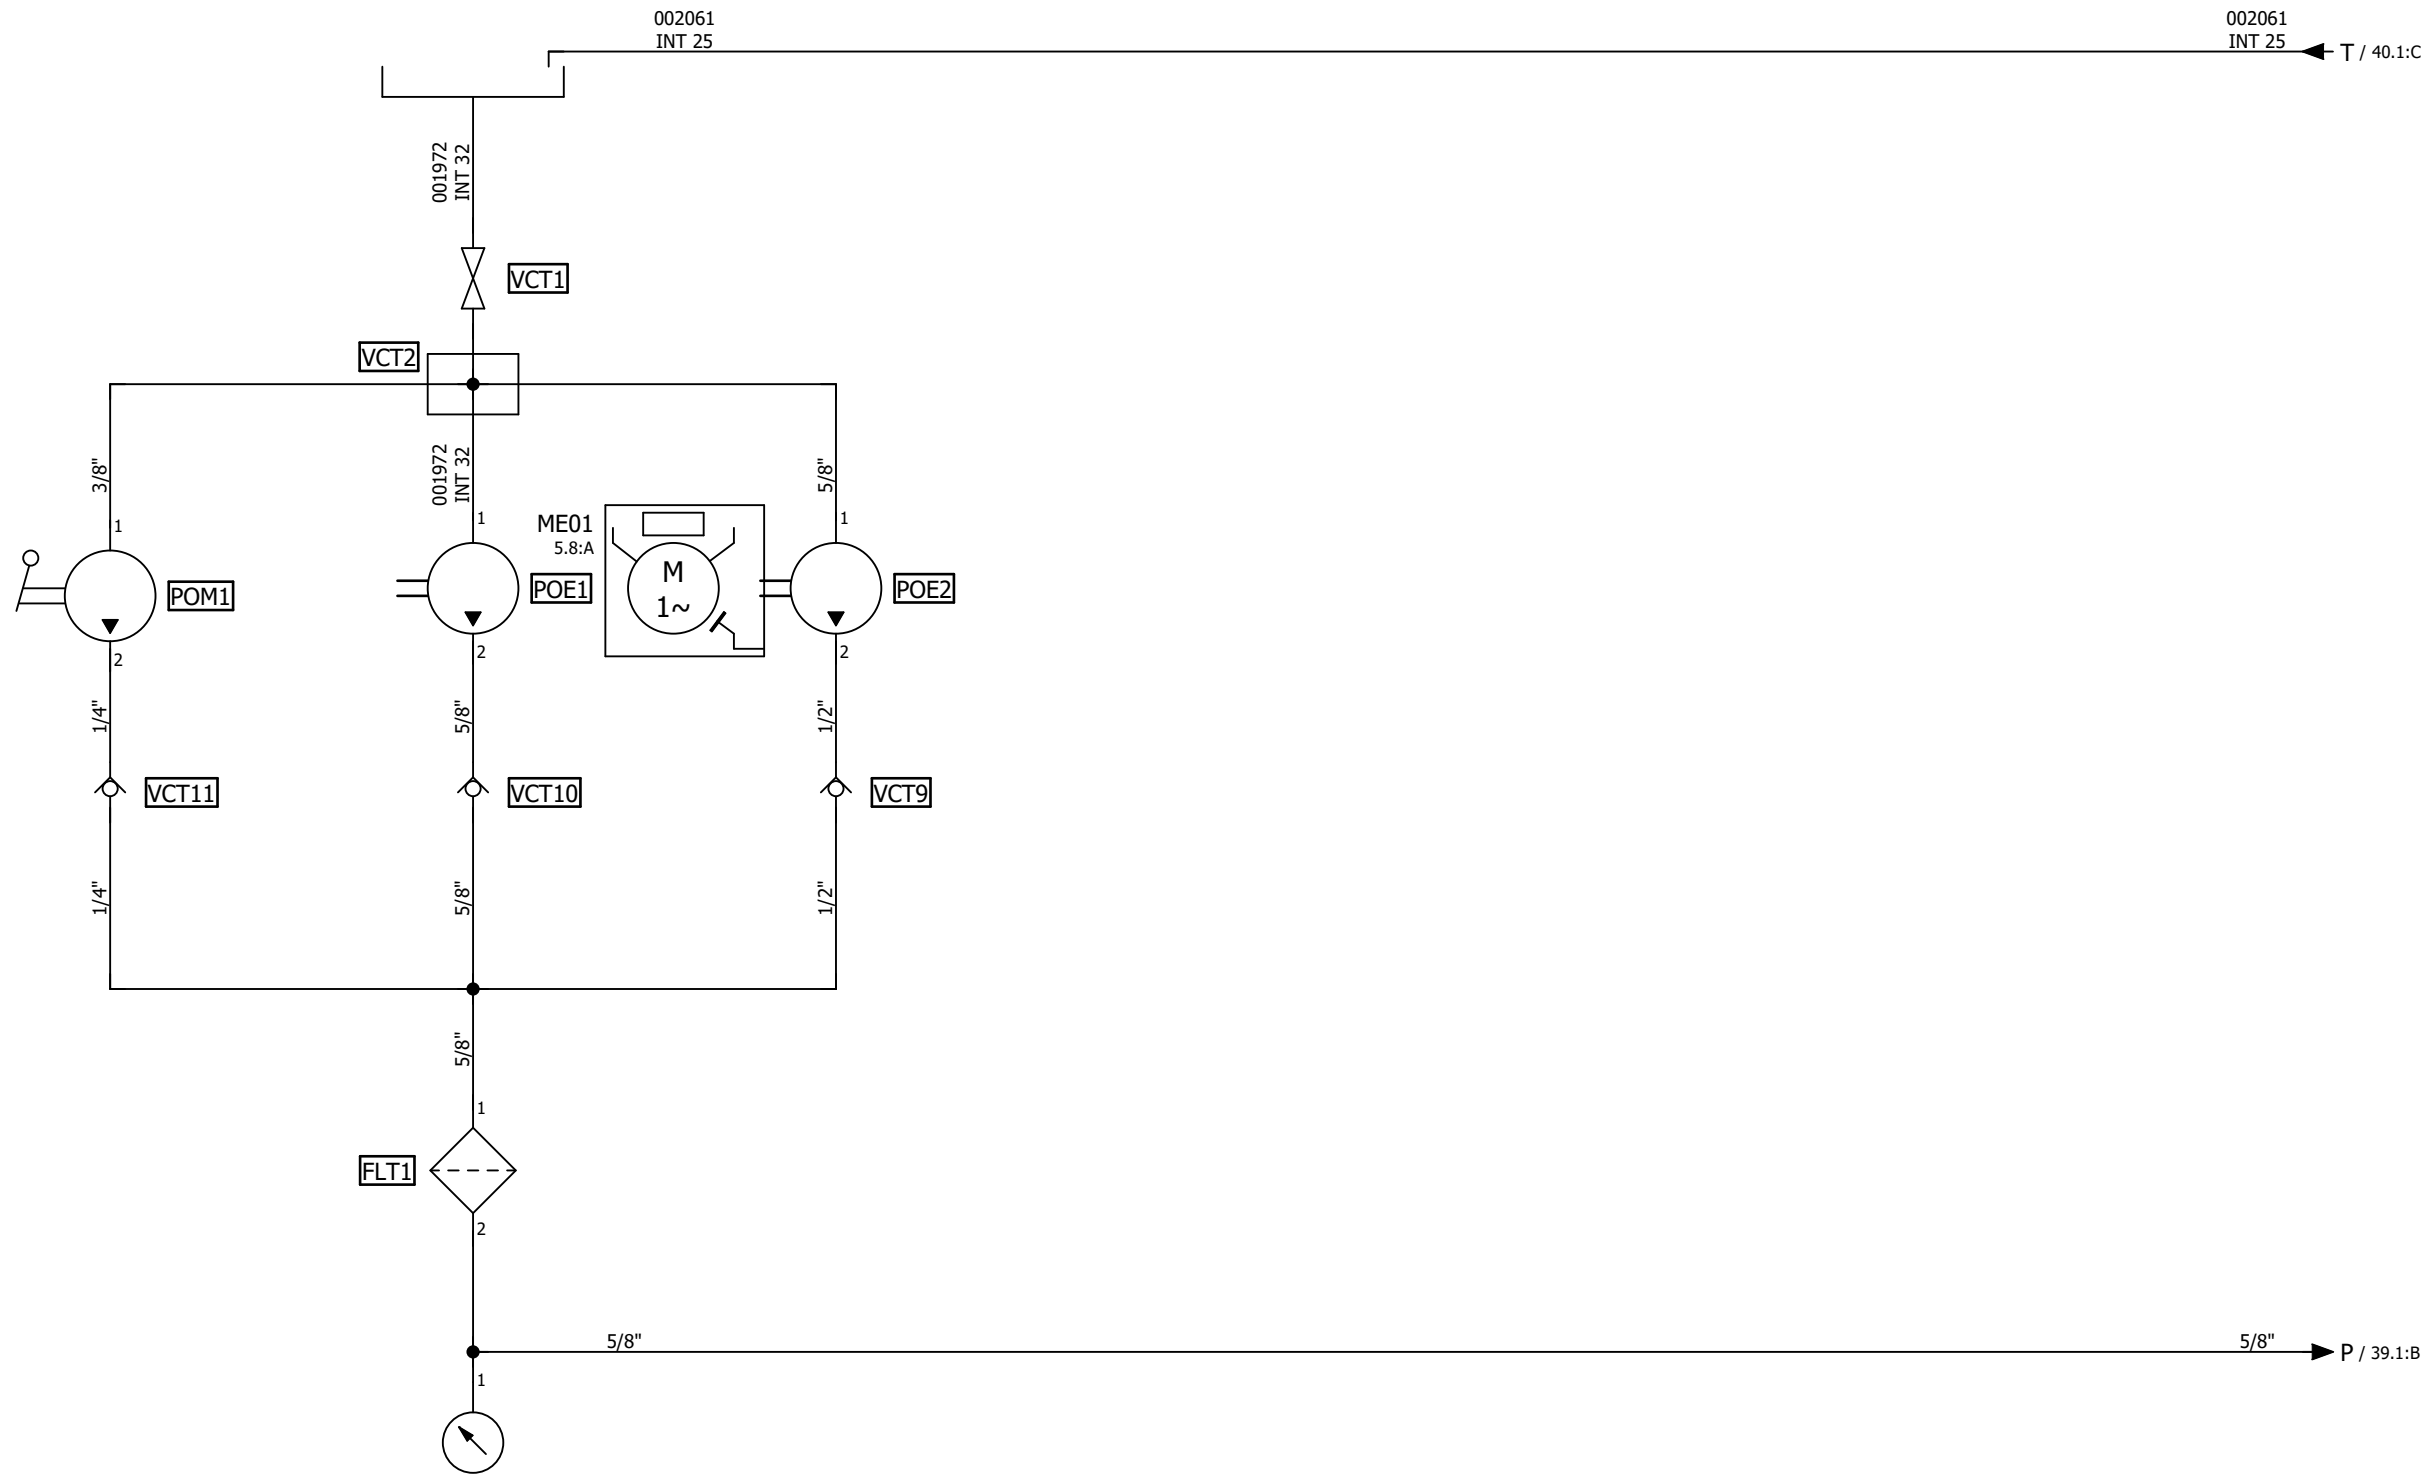 002061
INT 25
002061
INT 25
T / 40.1:C
001972
INT 32
VCT1
VCT2
3/8"
001972
INT 32
5/8"
1
1
1
ME01
5.8:A
M
1~
POM1
POE1
POE2
2
2
2
1/4"
5/8"
1/2"
VCT11
VCT10
VCT9
1/4"
5/8"
1/2"
5/8"
1
FLT1
2
5/8"
5/8"
P / 39.1:B
1